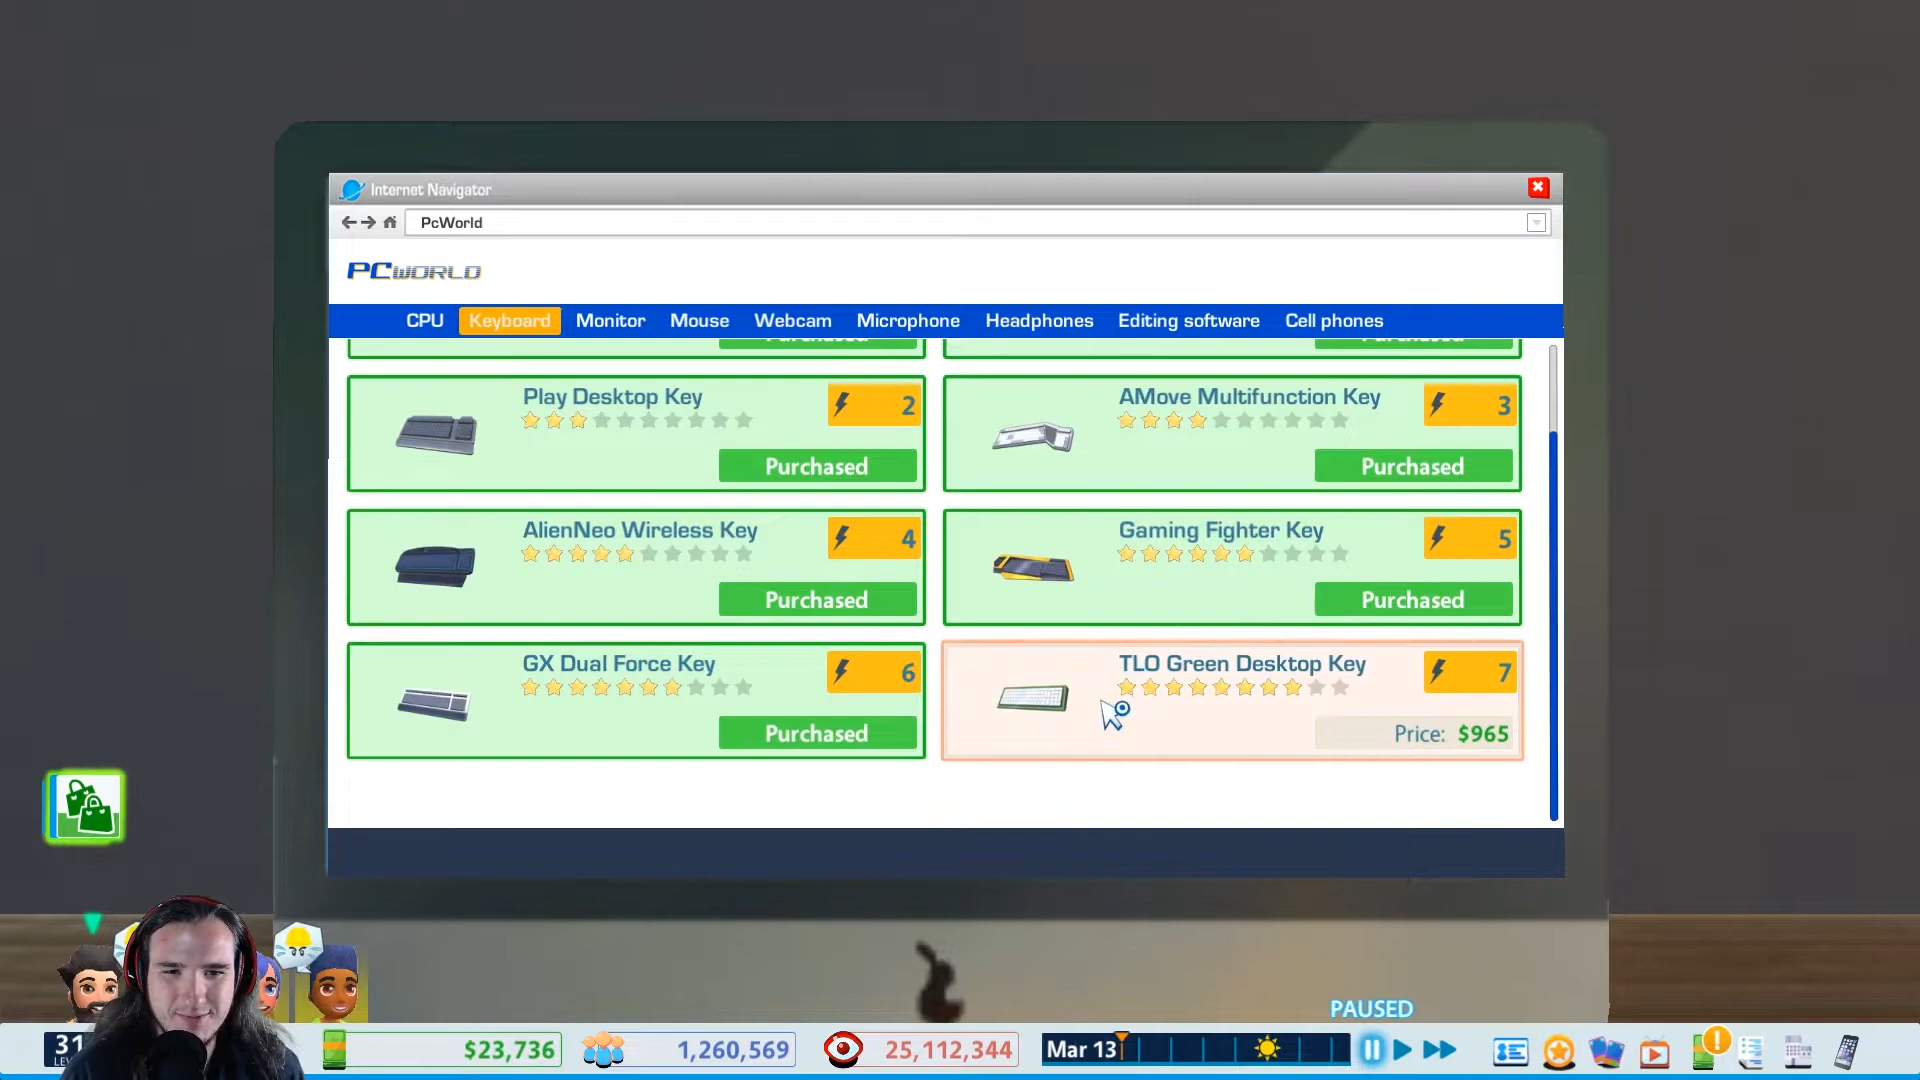 Internet Navigator
PcWorld
PCWORLD
CPU Keyboard Monitor Mouse Webcam Microphone Headphones Editing software Cell phones
Purchased Purchased
Play Desktop Key 2 AMove Multifunction Key 3
Purchased Purchased
AlienNeo Wireless Key 4 Gaming Fighter Key 5
Purchased Purchased
GX Dual Force Key 6 TLO Green Desktop Key 7
Purchased Price: $965
PAUSED
31 $23,736 1,260,569 25,112,344 Mar 13 !